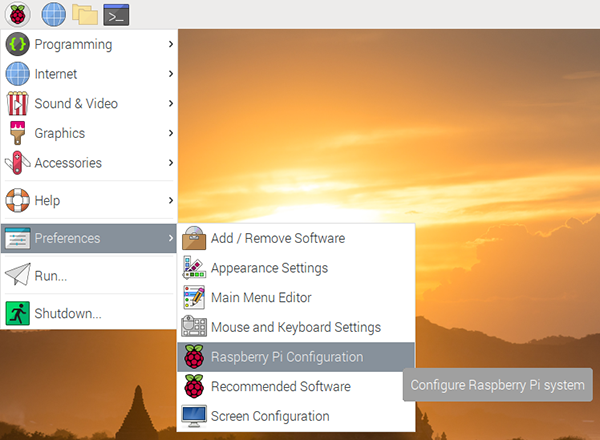 Programming
Internet
Sound & Video
Graphics
Accessories
Help
Preferences
Run...
Shutdown...
Add / Remove Software
Appearance Settings
Main Menu Editor
Mouse and Keyboard Settings
Raspberry Pi Configuration
Recommended Software
Screen Configuration
Configure Raspberry Pi system